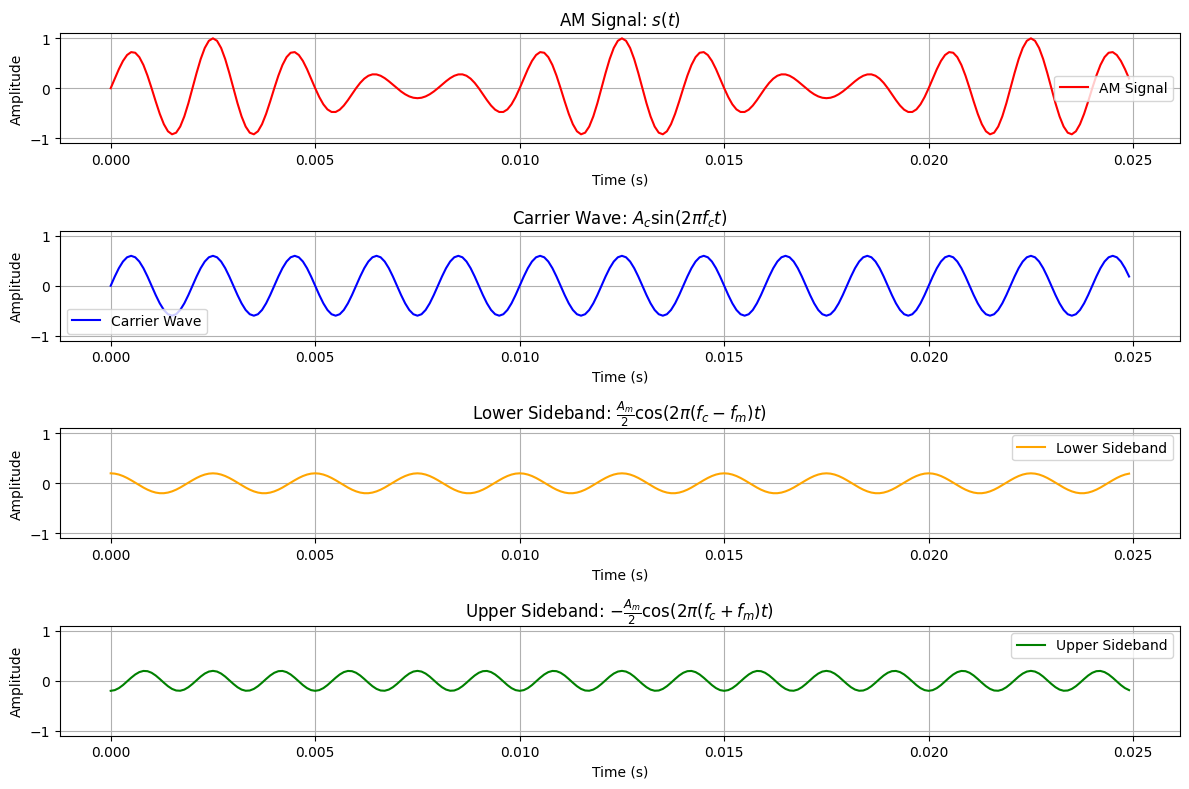 AM Signal: s(t)
Amplitude
1
0
−1
AM Signal
0.000 0.005 0.010 0.015 0.020 0.025
Time (s)
Carrier Wave: A_c sin(2πf_c t)
Amplitude
1
0
−1
Carrier Wave
0.000 0.005 0.010 0.015 0.020 0.025
Time (s)
Lower Sideband: \frac{A_m}{2} cos(2π(f_c − f_m)t)
Amplitude
1
0
−1
Lower Sideband
0.000 0.005 0.010 0.015 0.020 0.025
Time (s)
Upper Sideband: −\frac{A_m}{2} cos(2π(f_c + f_m)t)
Amplitude
1
0
−1
Upper Sideband
0.000 0.005 0.010 0.015 0.020 0.025
Time (s)